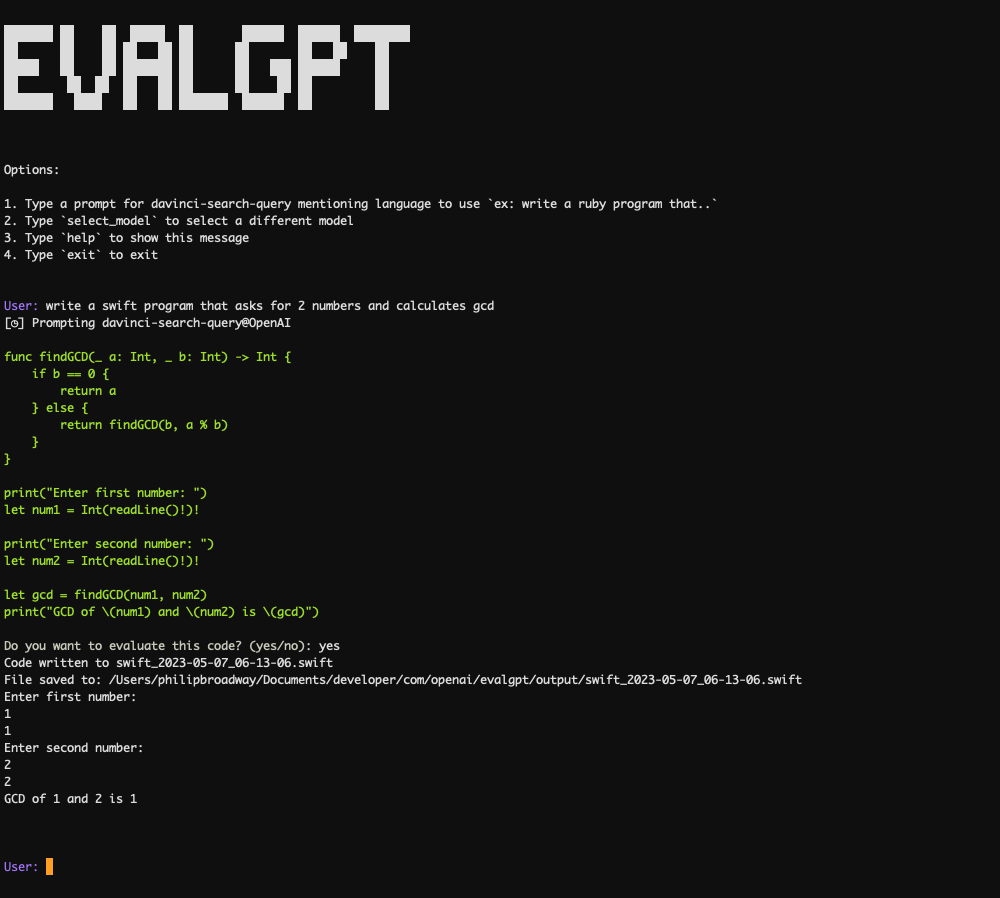 EVALGPT
Options:
1. Type a prompt for davinci-search-query mentioning language to use `ex: write a ruby program that..`
2. Type `select_model` to select a different model
3. Type `help` to show this message
4. Type `exit` to exit
User: write a swift program that asks for 2 numbers and calculates gcd
[◷] Prompting davinci-search-query@OpenAI
func findGCD(_ a: Int, _ b: Int) -> Int {
    if b == 0 {
        return a
    } else {
        return findGCD(b, a % b)
    }
}
print("Enter first number: ")
let num1 = Int(readLine()!)!
print("Enter second number: ")
let num2 = Int(readLine()!)!
let gcd = findGCD(num1, num2)
print("GCD of \(num1) and \(num2) is \(gcd)")
Do you want to evaluate this code? (yes/no): yes
Code written to swift_2023-05-07_06-13-06.swift
File saved to: /Users/philipbroadway/Documents/developer/com/openai/evalgpt/output/swift_2023-05-07_06-13-06.swift
Enter first number:
1
1
Enter second number:
2
2
GCD of 1 and 2 is 1
User: